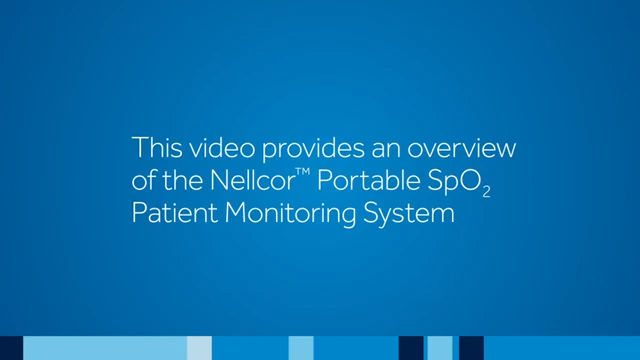 This video provides an overview
of the Nellcor™ Portable SpO₂
Patient Monitoring System